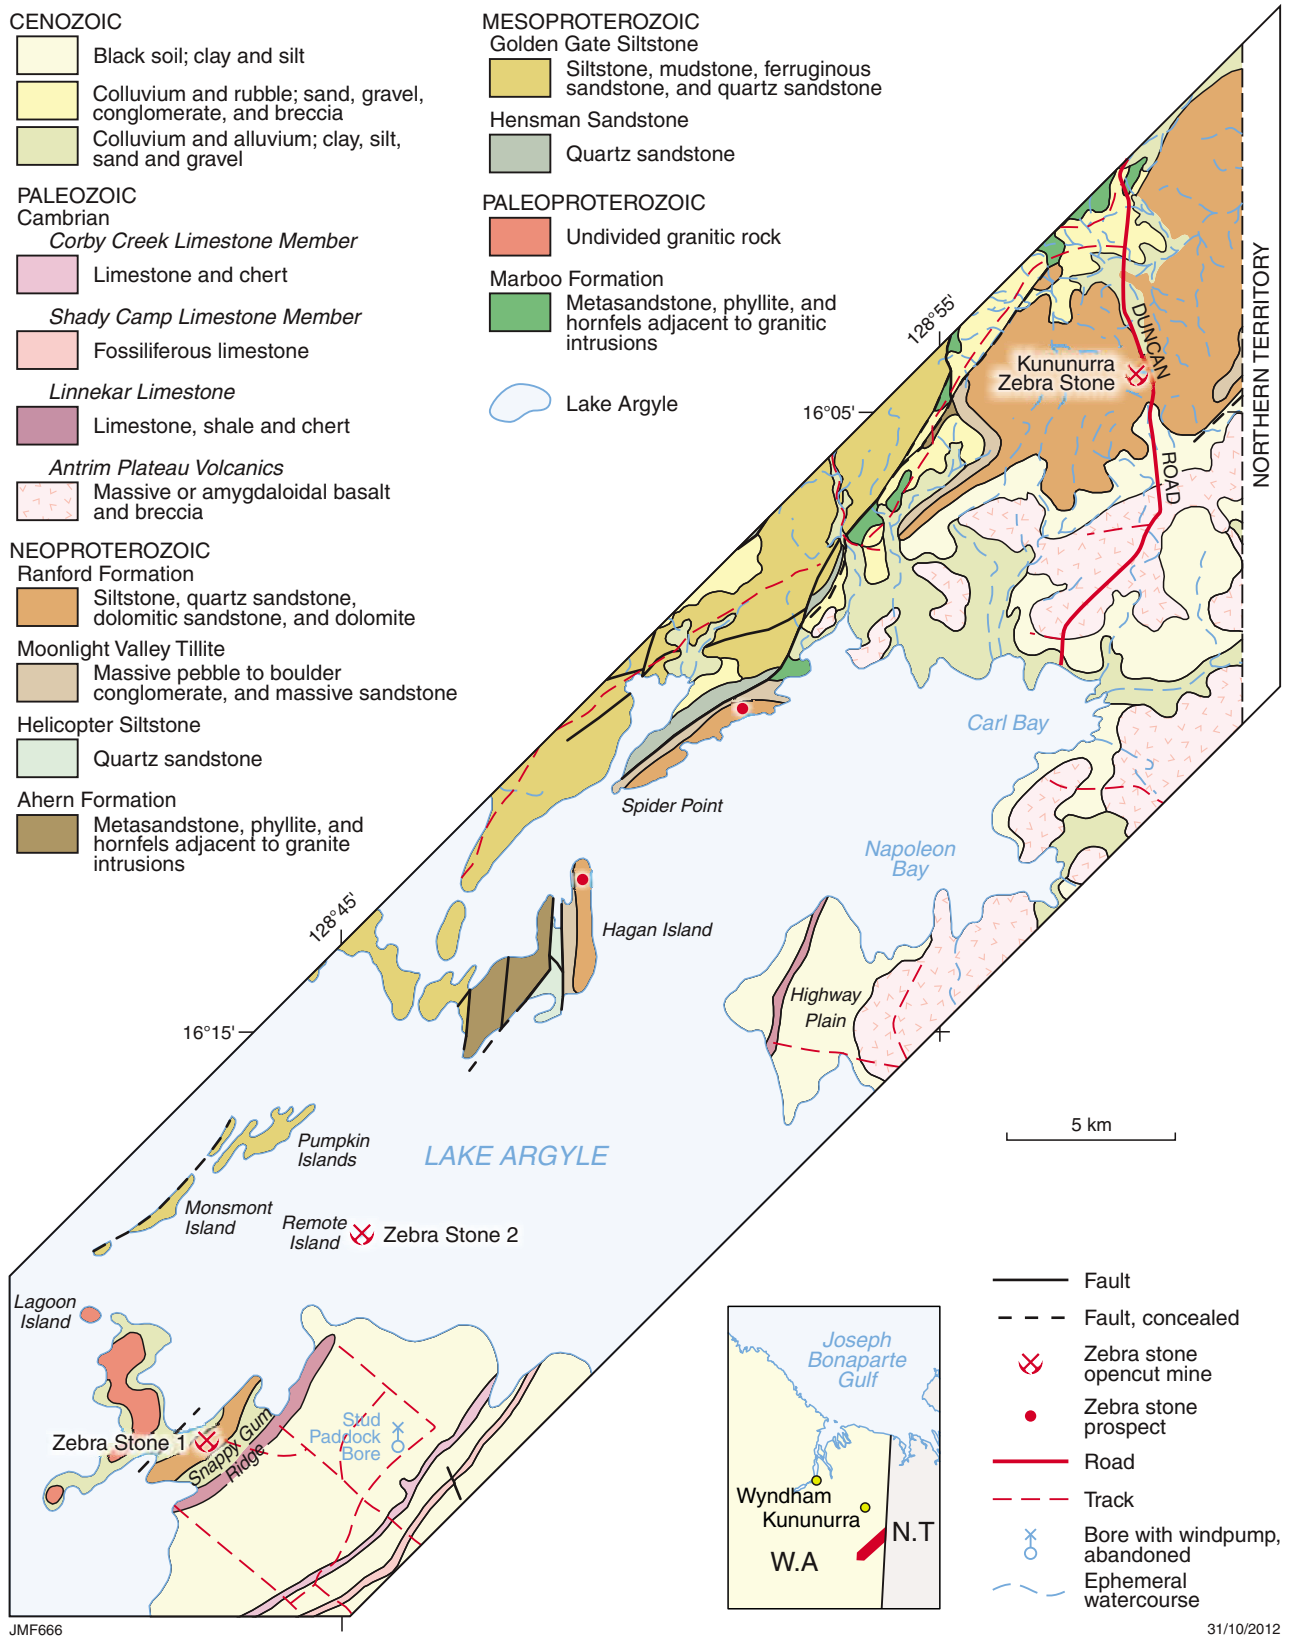 CENOZOIC
Black soil; clay and silt
Colluvium and rubble; sand, gravel,
conglomerate, and breccia
Colluvium and alluvium; clay, silt,
sand and gravel
PALEOZOIC
Cambrian
Corby Creek Limestone Member
Limestone and chert
Shady Camp Limestone Member
Fossiliferous limestone
Linnekar Limestone
Limestone, shale and chert
Antrim Plateau Volcanics
Massive or amygdaloidal basalt
and breccia
NEOPROTEROZOIC
Ranford Formation
Siltstone, quartz sandstone,
dolomitic sandstone, and dolomite
Moonlight Valley Tillite
Massive pebble to boulder
conglomerate, and massive sandstone
Helicopter Siltstone
Quartz sandstone
Ahern Formation
Metasandstone, phyllite, and
hornfels adjacent to granite
intrusions
MESOPROTEROZOIC
Golden Gate Siltstone
Siltstone, mudstone, ferruginous
sandstone, and quartz sandstone
Hensman Sandstone
Quartz sandstone
PALEOPROTEROZOIC
Undivided granitic rock
Marboo Formation
Metasandstone, phyllite, and
hornfels adjacent to granitic
intrusions
Lake Argyle
128°55'
DUNCAN
Kununurra
Zebra Stone
NORTHERN TERRITORY
16°05'
ROAD
Carl Bay
Spider Point
Napoleon
Bay
128°45'
Hagan Island
Highway
Plain
16°15'
5 km
Pumpkin
Islands
LAKE ARGYLE
Monsmont
Island
Remote
Island
Zebra Stone 2
Lagoon
Island
Stud
Paddock
Bore
Zebra Stone 1
Snappy Gum
Ridge
Joseph
Bonaparte
Gulf
Wyndham
Kununurra
N.T
W.A
Fault
Fault, concealed
Zebra stone
opencut mine
Zebra stone
prospect
Road
Track
Bore with windpump,
abandoned
Ephemeral
watercourse
JMF666
31/10/2012